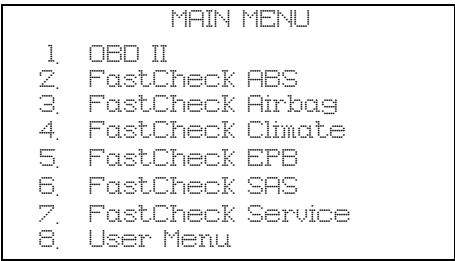 MAIN MENU
1. OBD II
2. FastCheck ABS
3. FastCheck Airbag
4. FastCheck Climate
5. FastCheck EPB
6. FastCheck SAS
7. FastCheck Service
8. User Menu